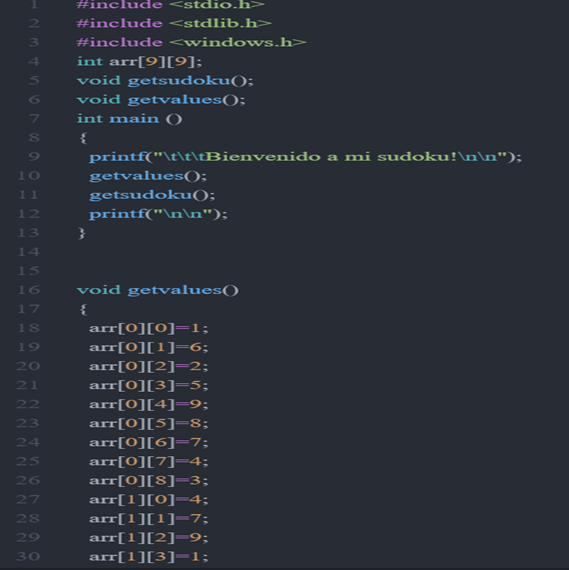 1 #include <stdio.h>
2 #include <stdlib.h>
3 #include <windows.h>
4 int arr[9][9];
5 void getsudoku();
6 void getvalues();
7 int main ()
8 {
9 printf("\t\t\tBienvenido a mi sudoku!\n\n");
10 getvalues();
11 getsudoku();
12 printf("\n\n");
13 }
14
15
16 void getvalues()
17 {
18 arr[0][0]=1;
19 arr[0][1]=6;
20 arr[0][2]=2;
21 arr[0][3]=5;
22 arr[0][4]=9;
23 arr[0][5]=8;
24 arr[0][6]=7;
25 arr[0][7]=4;
26 arr[0][8]=3;
27 arr[1][0]=4;
28 arr[1][1]=7;
29 arr[1][2]=9;
30 arr[1][3]=1;